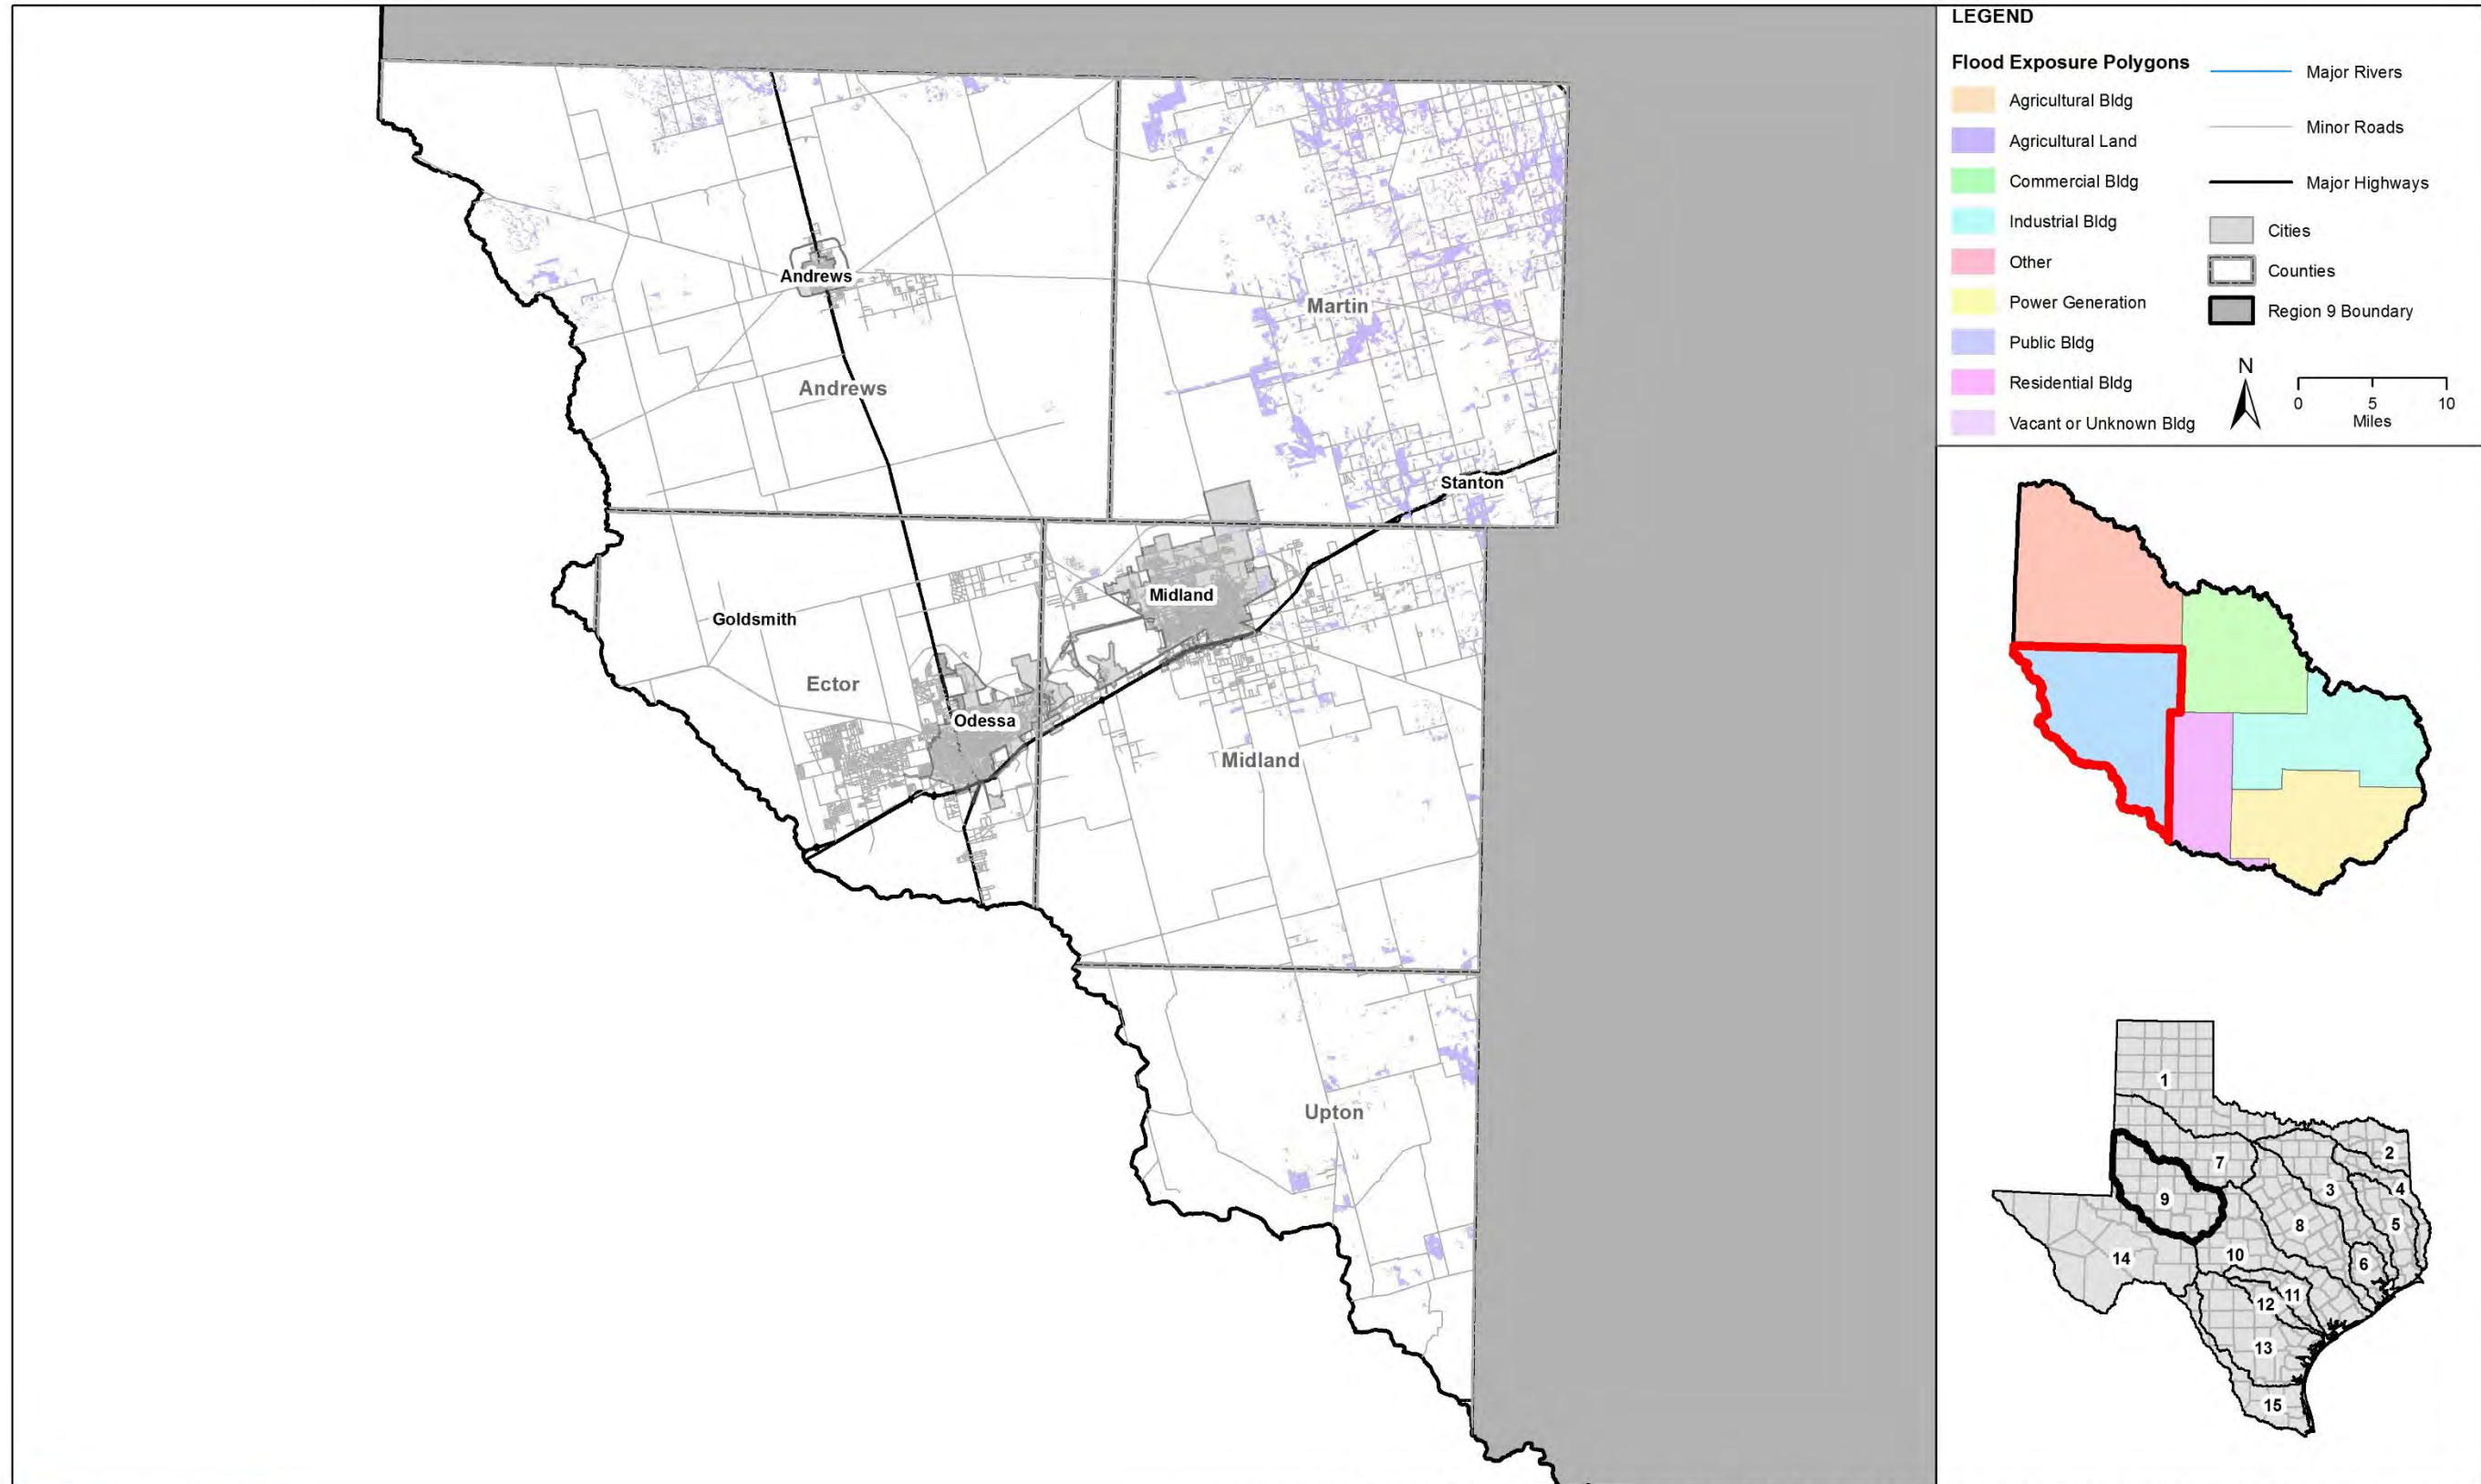 LEGEND
Flood Exposure Polygons
Agricultural Bldg
Agricultural Land
Commercial Bldg
Industrial Bldg
Other
Power Generation
Public Bldg
Residential Bldg
Vacant or Unknown Bldg
Major Rivers
Minor Roads
Major Highways
Cities
Counties
Region 9 Boundary
N
0 5 10
Miles
Andrews
Martin
Andrews
Stanton
Midland
Goldsmith
Ector
Odessa
Midland
Upton
1
2
7
3
4
9
5
8
10
14
6
11
12
13
15